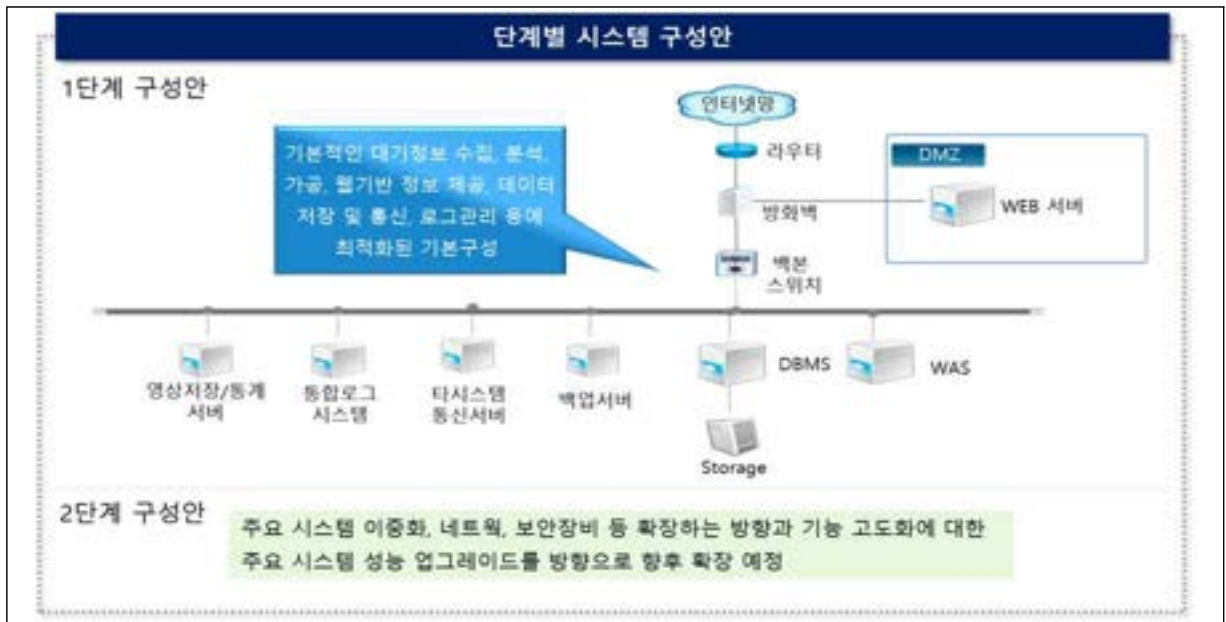 단계별 시스템 구성안
1단계 구성안
인터넷망
기본적인 대기정보 수집, 분석,
가공, 웹기반 정보 제공, 데이터
저장 및 통신, 로그관리 등에
최적화된 기본구성
라우터
DMZ
방화벽
WEB 서버
백본
스위치
영상저장/통계
서버
통합로그
시스템
타시스템
통신서버
백업서버
DBMS
WAS
Storage
2단계 구성안
주요 시스템 이중화, 네트웍, 보안장비 등 확장하는 방향과 기능 고도화에 대한
주요 시스템 성능 업그레이드를 방향으로 향후 확장 예정